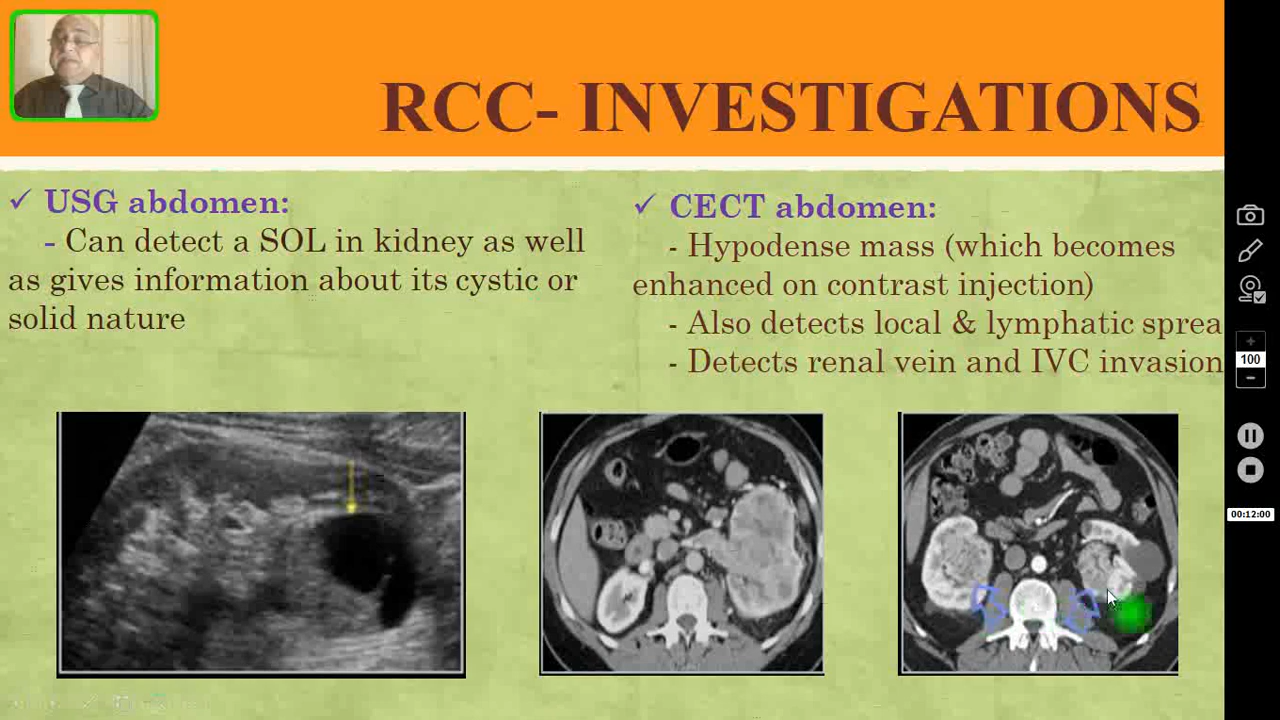 RCC- INVESTIGATIONS
✓ USG abdomen:
- Can detect a SOL in kidney as well
as gives information about its cystic or
solid nature
✓ CECT abdomen:
- Hypodense mass (which becomes
enhanced on contrast injection)
- Also detects local & lymphatic sprea
- Detects renal vein and IVC invasion
100
00:12:00